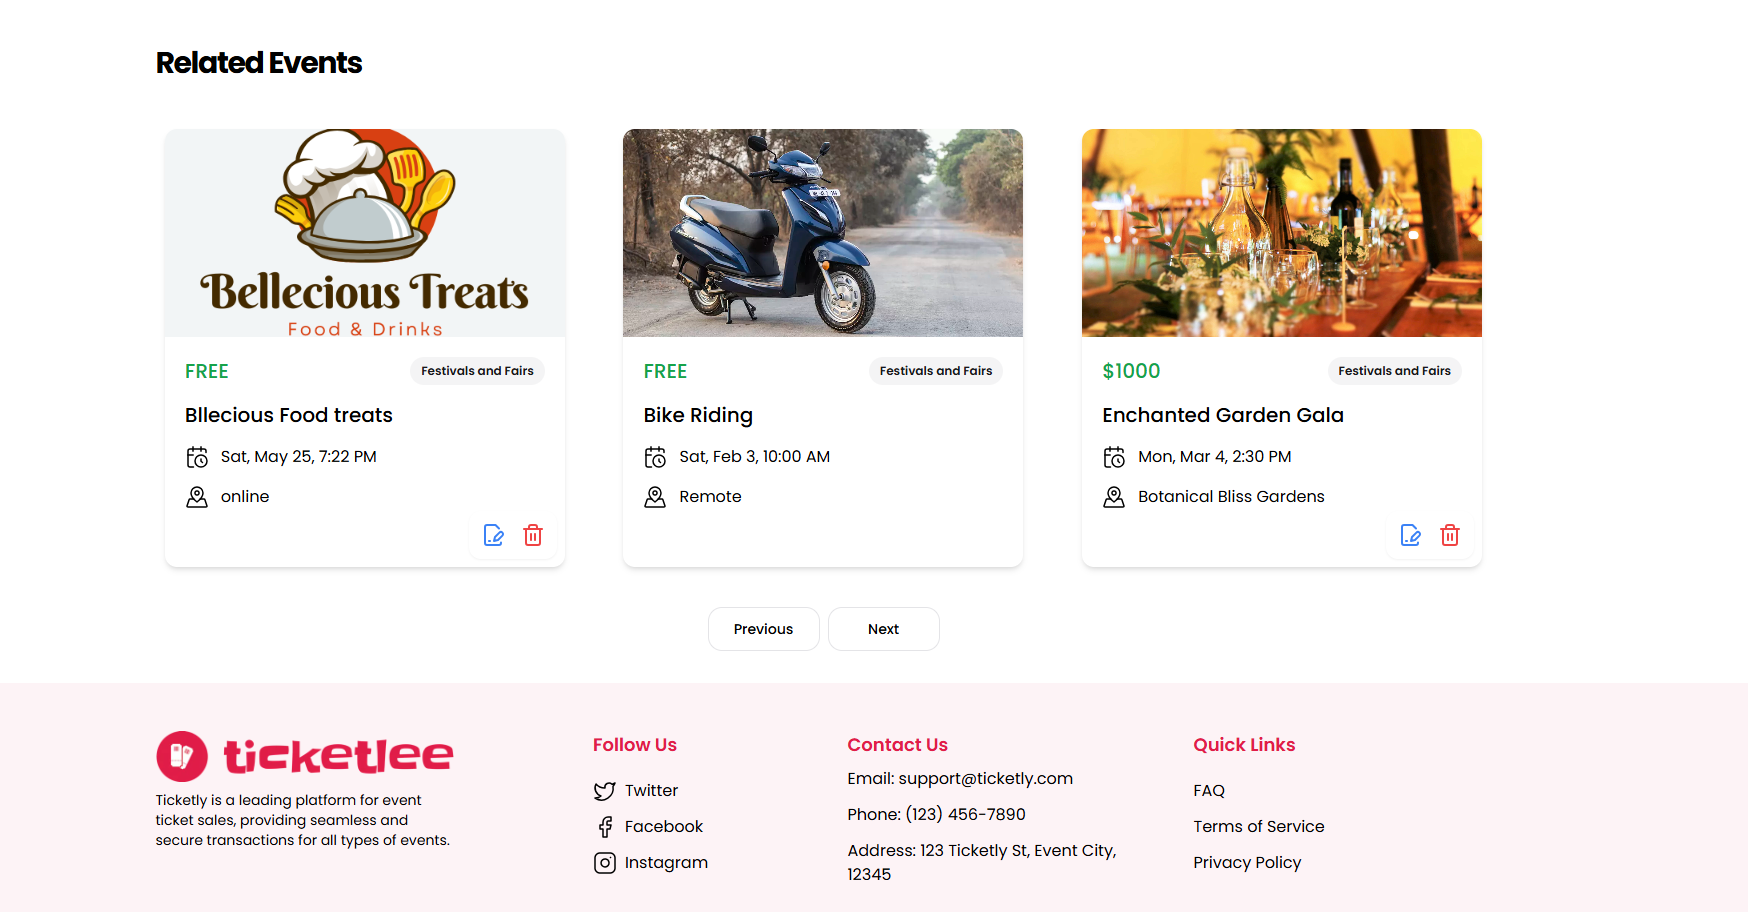 Related Events
Bellecious Treats
Food & Drinks
FREE
Festivals and Fairs
Bllecious Food treats
Sat, May 25, 7:22 PM
online
FREE
Festivals and Fairs
Bike Riding
Sat, Feb 3, 10:00 AM
Remote
$1000
Festivals and Fairs
Enchanted Garden Gala
Mon, Mar 4, 2:30 PM
Botanical Bliss Gardens
Previous
Next
ticketlee
Ticketly is a leading platform for event
ticket sales, providing seamless and
secure transactions for all types of events.
Follow Us
Twitter
Facebook
Instagram
Contact Us
Email: support@ticketly.com
Phone: (123) 456-7890
Address: 123 Ticketly St, Event City,
12345
Quick Links
FAQ
Terms of Service
Privacy Policy